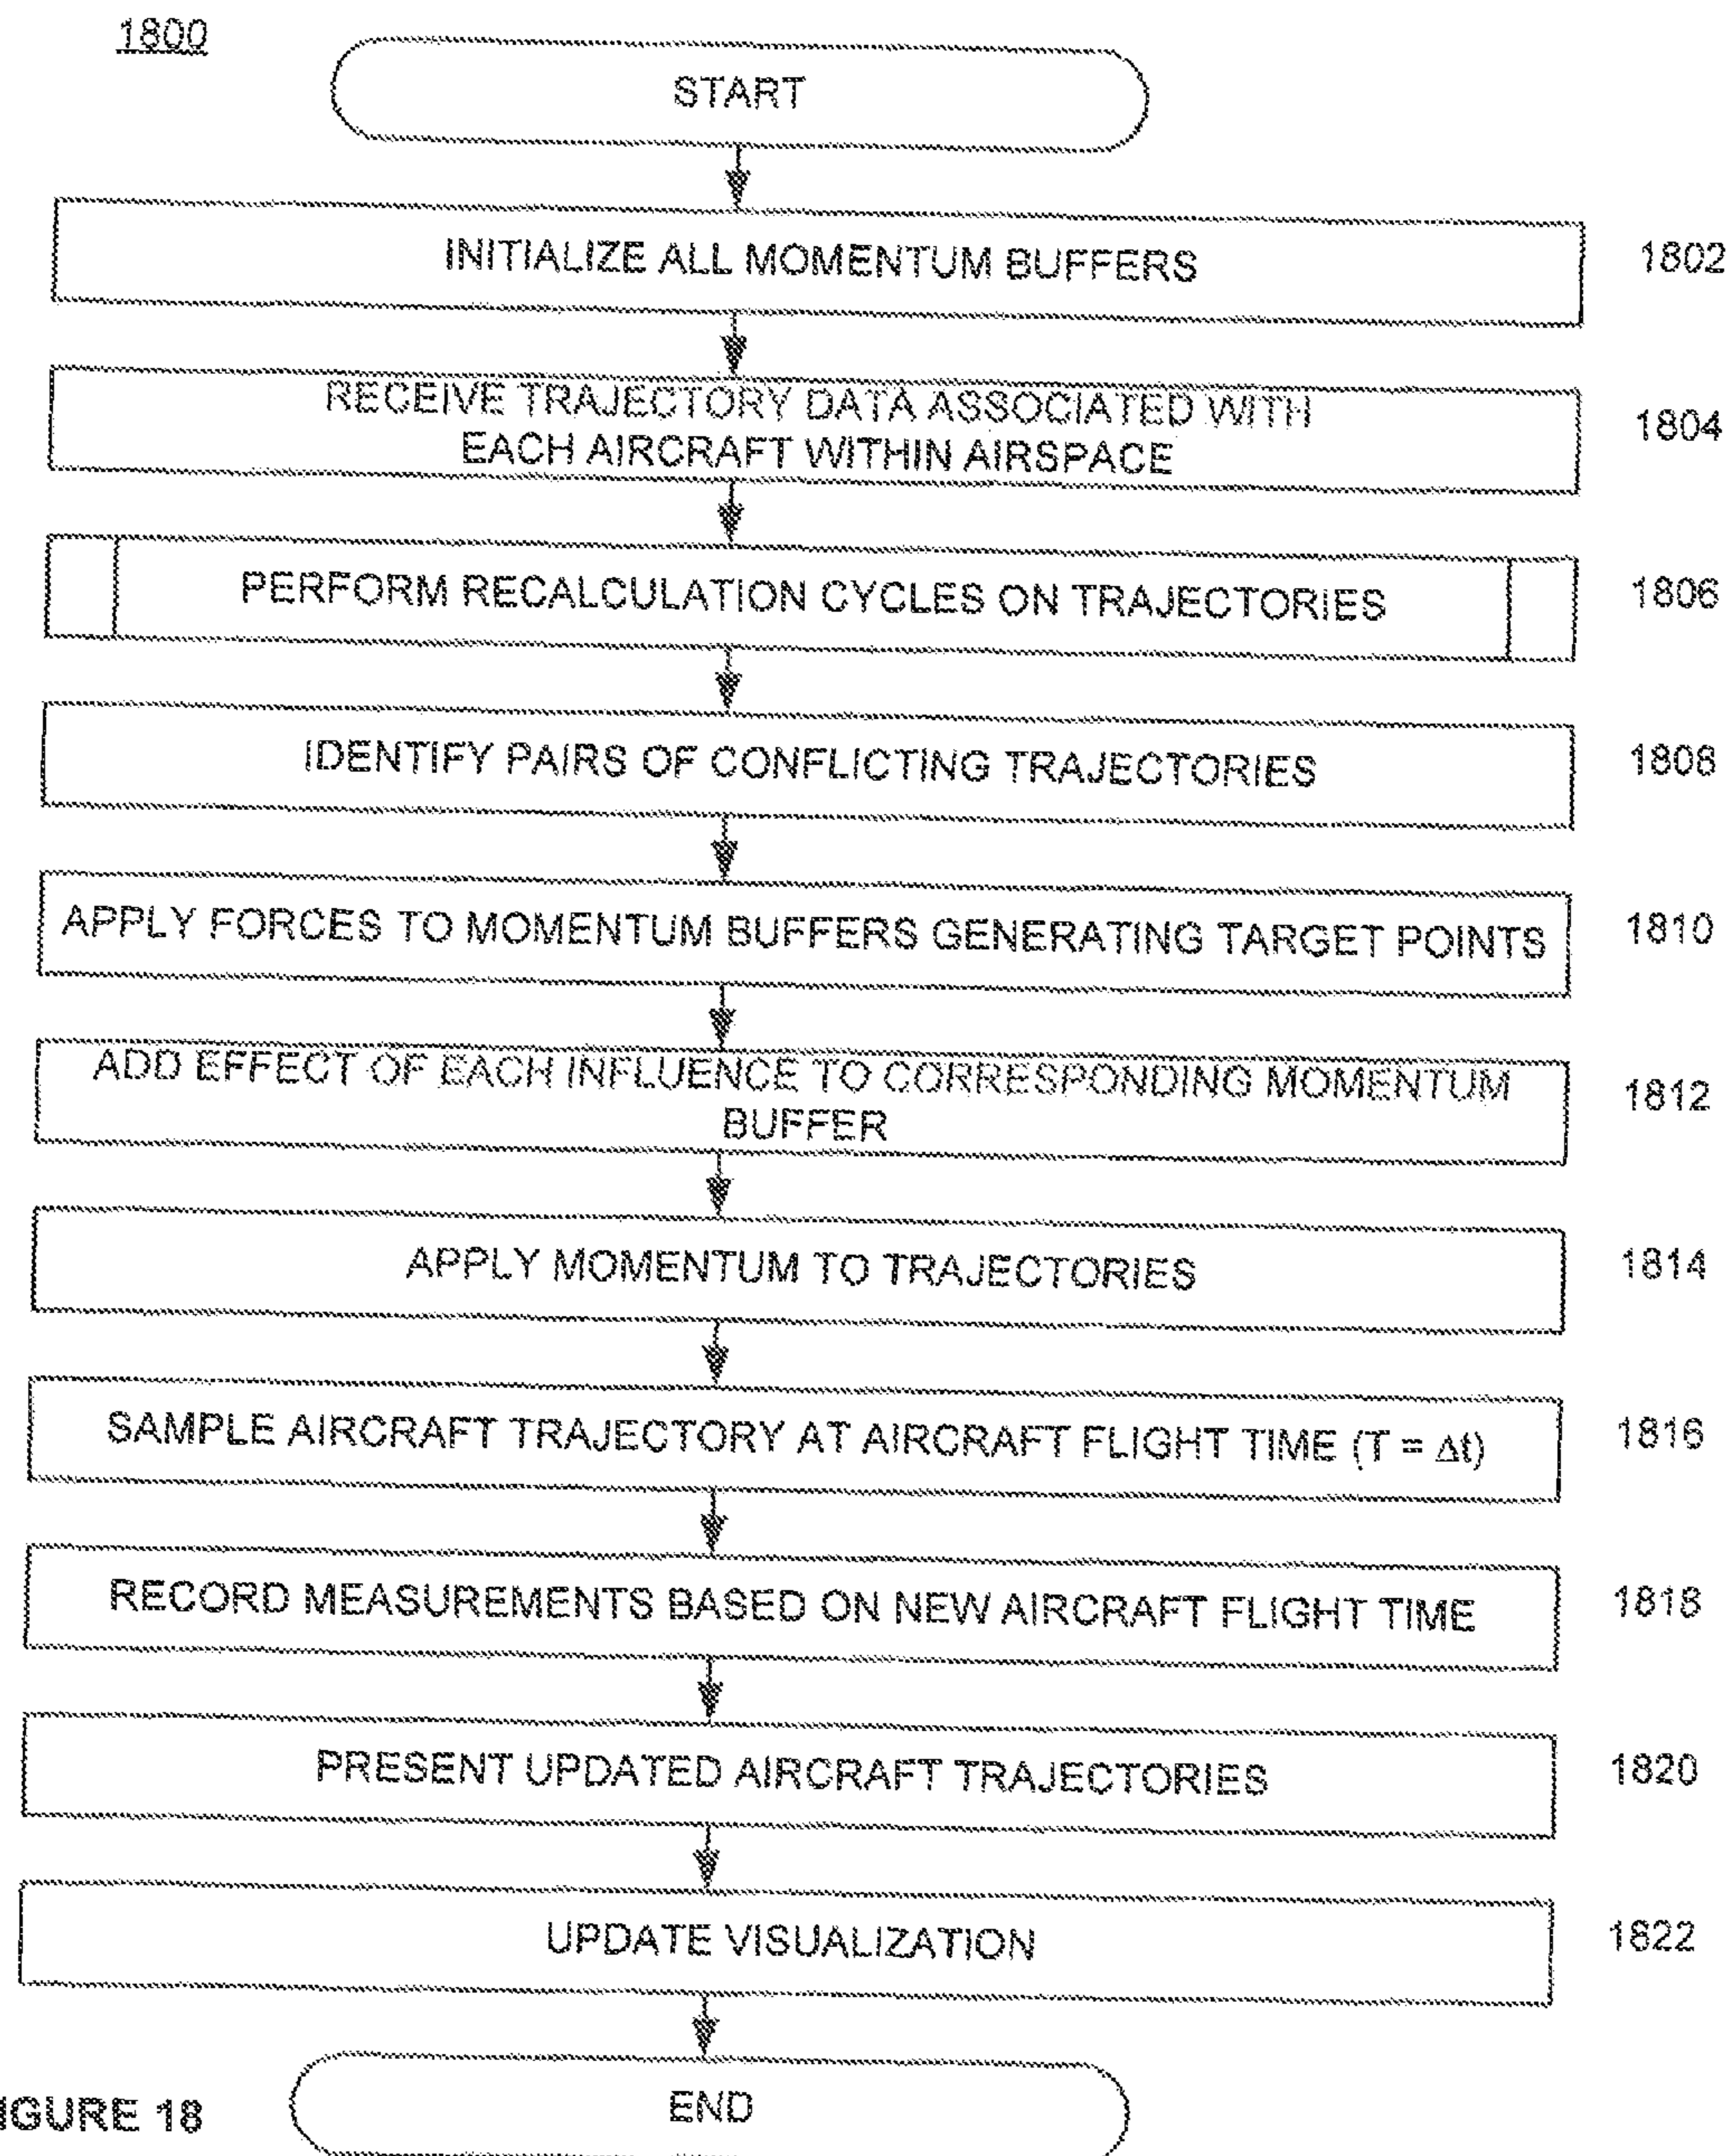 1800
START
INITIALIZE ALL MOMENTUM BUFFERS
1802
RECEIVE TRAJECTORY DATA ASSOCIATED WITH
EACH AIRCRAFT WITHIN AIRSPACE
1804
PERFORM RECALCULATION CYCLES ON TRAJECTORIES
1806
IDENTIFY PAIRS OF CONFLICTING TRAJECTORIES
1808
APPLY FORCES TO MOMENTUM BUFFERS GENERATING TARGET POINTS
1810
ADD EFFECT OF EACH INFLUENCE TO CORRESPONDING MOMENTUM
BUFFER
1812
APPLY MOMENTUM TO TRAJECTORIES
1814
SAMPLE AIRCRAFT TRAJECTORY AT AIRCRAFT FLIGHT TIME (T = Δt)
1816
RECORD MEASUREMENTS BASED ON NEW AIRCRAFT FLIGHT TIME
1818
PRESENT UPDATED AIRCRAFT TRAJECTORIES
1820
UPDATE VISUALIZATION
1822
END
IGURE 18